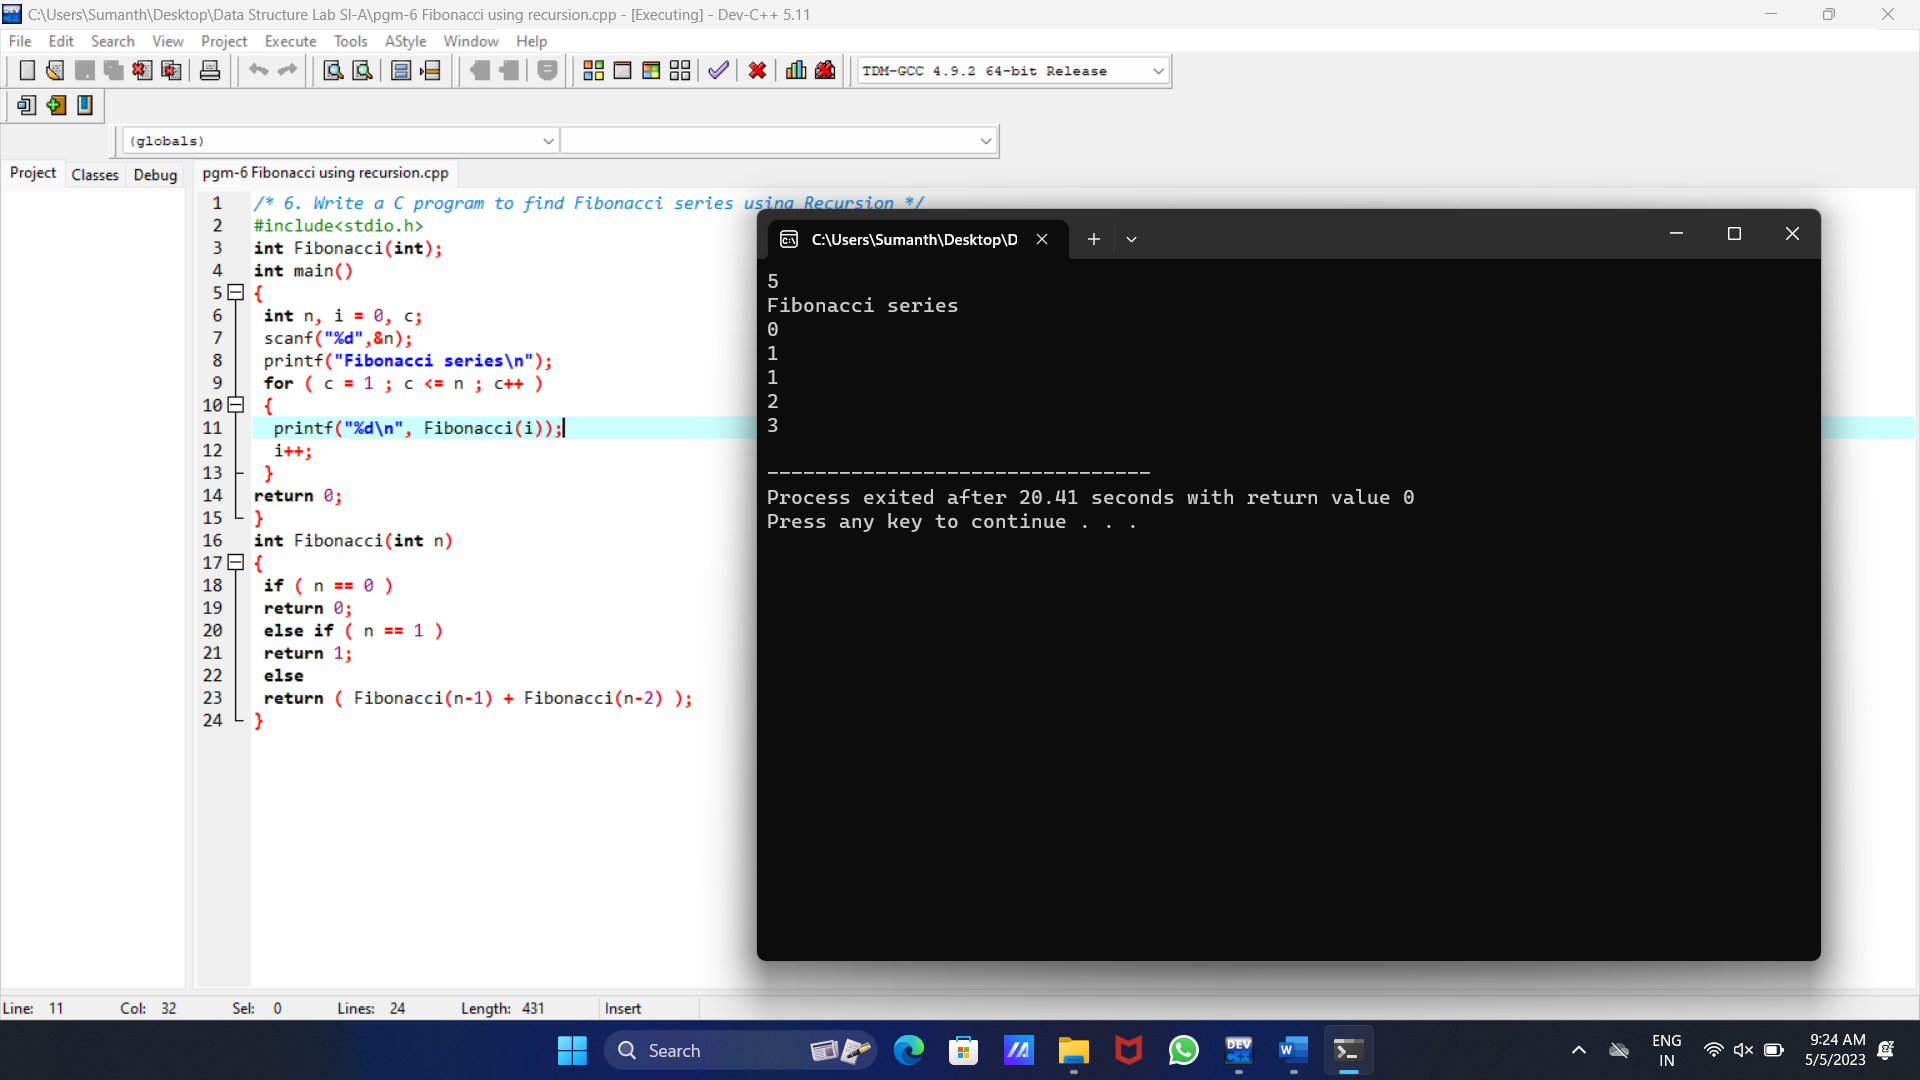 C:\Users\Sumanth\Desktop\Data Structure Lab SI-A\pgm-6 Fibonacci using recursion.cpp - [Executing] - Dev-C++ 5.11
File Edit Search View Project Execute Tools AStyle Window Help
TDM-GCC 4.9.2 64-bit Release
(globals)
Project Classes Debug pgm-6 Fibonacci using recursion.cpp
1 /* 6. Write a C program to find Fibonacci series using Recursion */
2 #include<stdio.h>
3 int Fibonacci(int);
4 int main()
5 {
6 int n, i = 0, c;
7 scanf("%d",&n);
8 printf("Fibonacci series\n");
9 for ( c = 1 ; c <= n ; c++ )
10 {
11 printf("%d\n", Fibonacci(i));
12 i++;
13 }
14 return 0;
15 }
16 int Fibonacci(int n)
17 {
18 if ( n == 0 )
19 return 0;
20 else if ( n == 1 )
21 return 1;
22 else
23 return ( Fibonacci(n-1) + Fibonacci(n-2) );
24 }
C:\Users\Sumanth\Desktop\D
5
Fibonacci series
0
1
1
2
3
--------------------------------
Process exited after 20.41 seconds with return value 0
Press any key to continue . . .
Line: 11 Col: 32 Sel: 0 Lines: 24 Length: 431 Insert
Search
DEV
W
ENG
IN
9:24 AM
5/5/2023